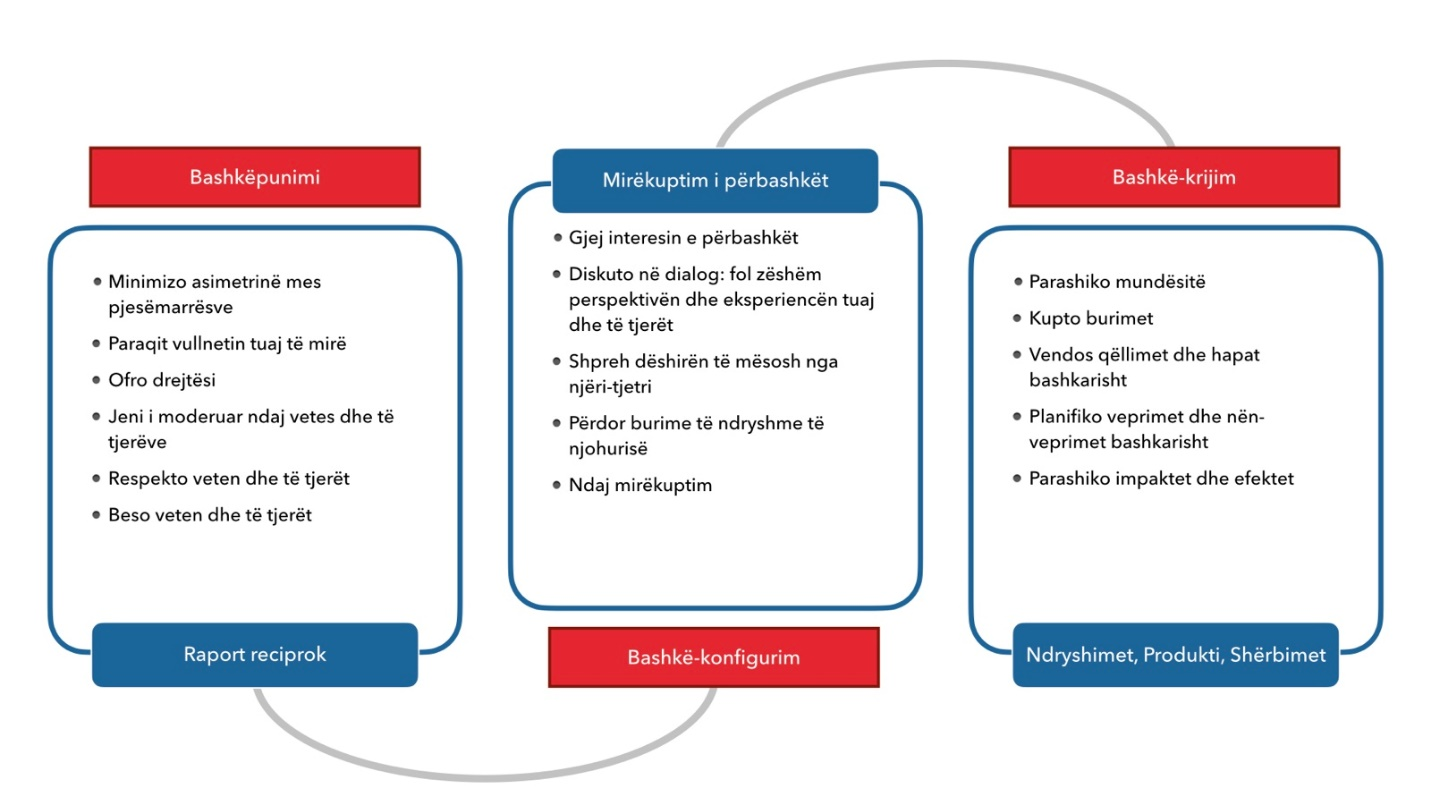 Bashkëpunimi
• Minimizo asimetrinë mes
pjesëmarrësve
• Paraqit vullnetin tuaj të mirë
• Ofro drejtësi
• Jeni i moderuar ndaj vetes dhe të
tjerëve
• Respekto veten dhe të tjerët
• Beso veten dhe të tjerët
Raport reciprok
Mirëkuptim i përbashkët
• Gjej interesin e përbashkët
• Diskuto në dialog: fol zëshëm
perspektivën dhe eksperiencën tuaj
dhe të tjerët
• Shpreh dëshirën të mësosh nga
njëri-tjetri
• Përdor burime të ndryshme të
njohurisë
• Ndaj mirëkuptim
Bashkë-konfigurim
Bashkë-krijim
• Parashiko mundësitë
• Kupto burimet
• Vendos qëllimet dhe hapat
bashkarisht
• Planifiko veprimet dhe nën-
veprimet bashkarisht
• Parashiko impaktet dhe efektet
Ndryshimet, Produkti, Shërbimet